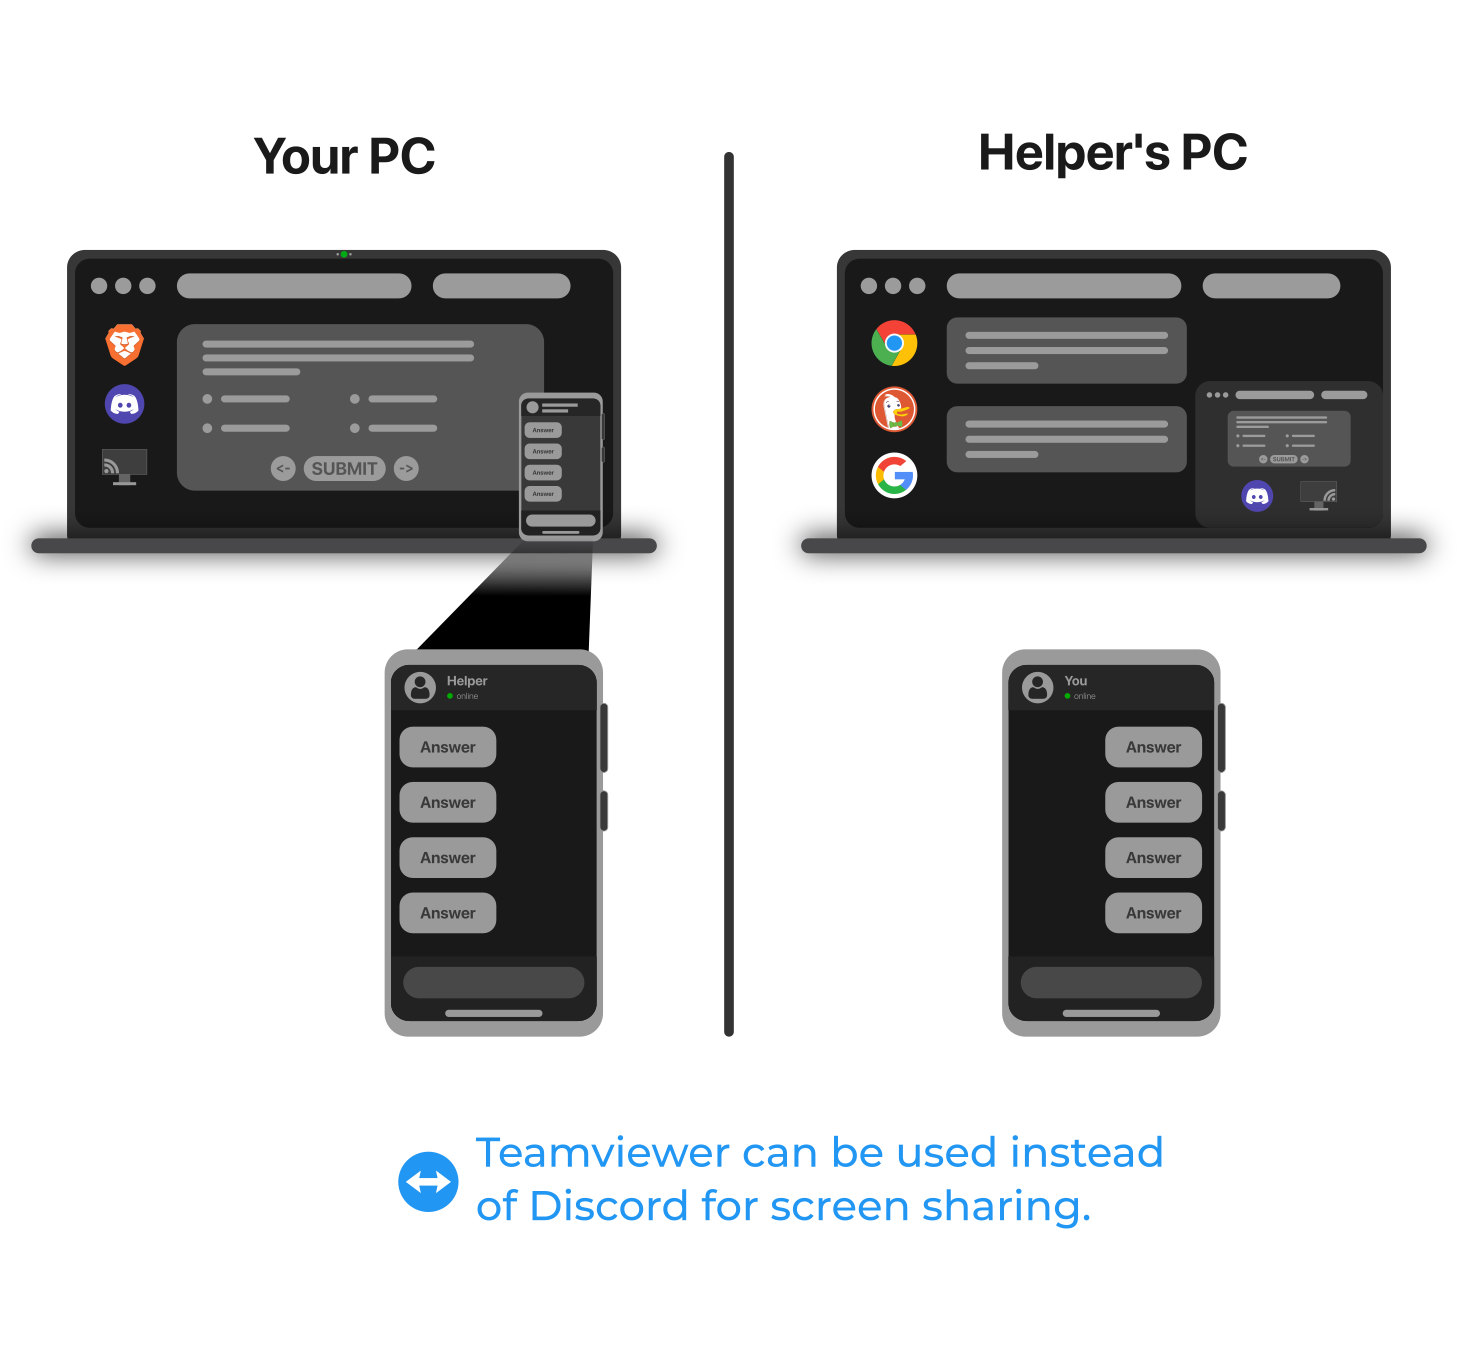 Your PC
Helper's PC
<- SUBMIT ->
Answer
Answer
Answer
Answer
SUBMIT
Helper
online
Answer
Answer
Answer
Answer
You
online
Answer
Answer
Answer
Answer
Teamviewer can be used instead
of Discord for screen sharing.